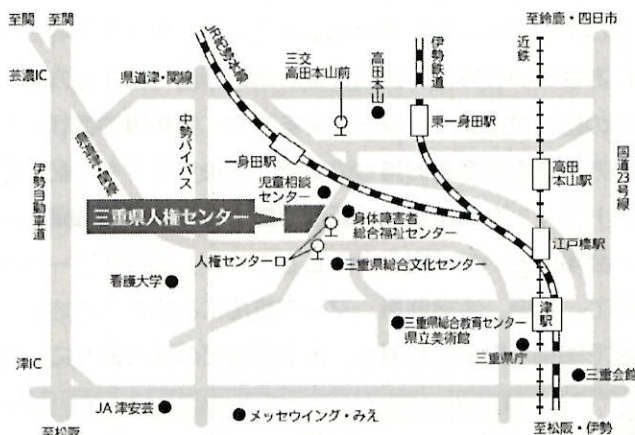 至関 至関
至鈴鹿・四日市
芸濃IC
県道津・関線
JR紀勢本線
三交
高田本山前
高田本山
伊勢鉄道
近鉄
東一身田駅
伊勢自動車道
中勢バイパス
一身田駅
高田
本山駅
国道23号線
児童相談
センター
三重県人権センター
身体障害者
総合福祉センター
江戸橋駅
人権センター口
三重県総合文化センター
看護大学
三重県総合教育センター
県立美術館
津駅
三重県庁
津IC
三重会館
JA津安芸
メッセウイング・みえ
至松阪
至松阪・伊勢